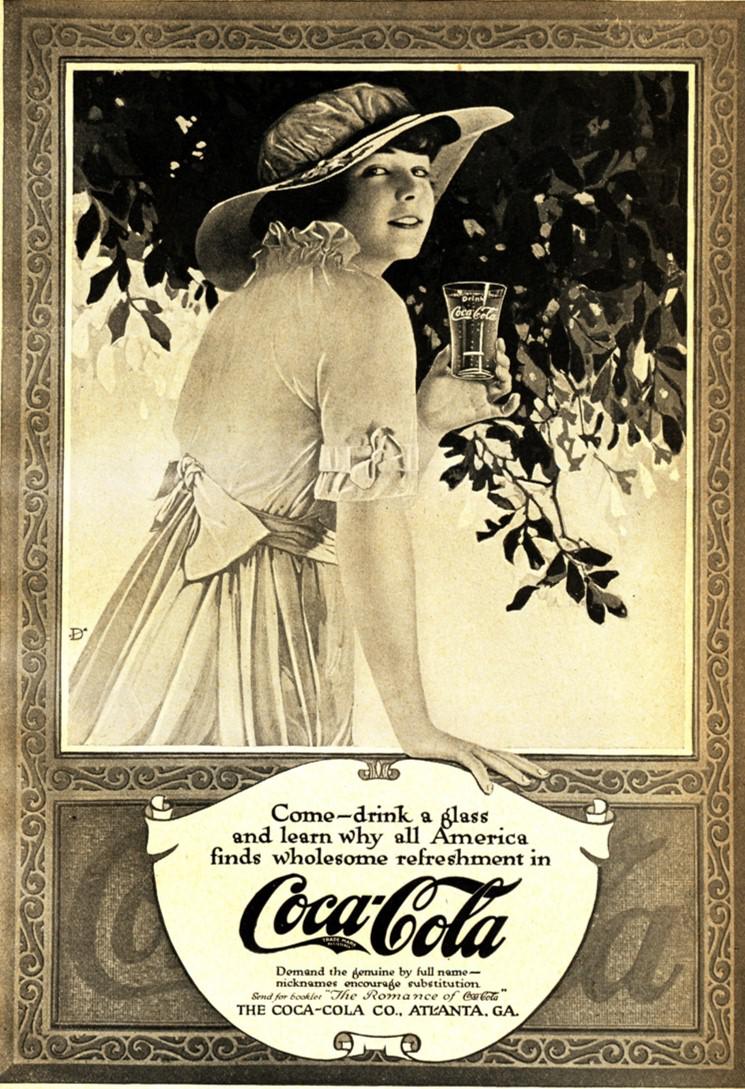 Drink
Coca-Cola
D
Come—drink a glass
and learn why all America
finds wholesome refreshment in
Coca-Cola
TRADE MARK
Demand the genuine by full name—
nicknames encourage substitution.
Send for booklet "The Romance of Coca-Cola"
THE COCA-COLA CO., ATLANTA, GA.